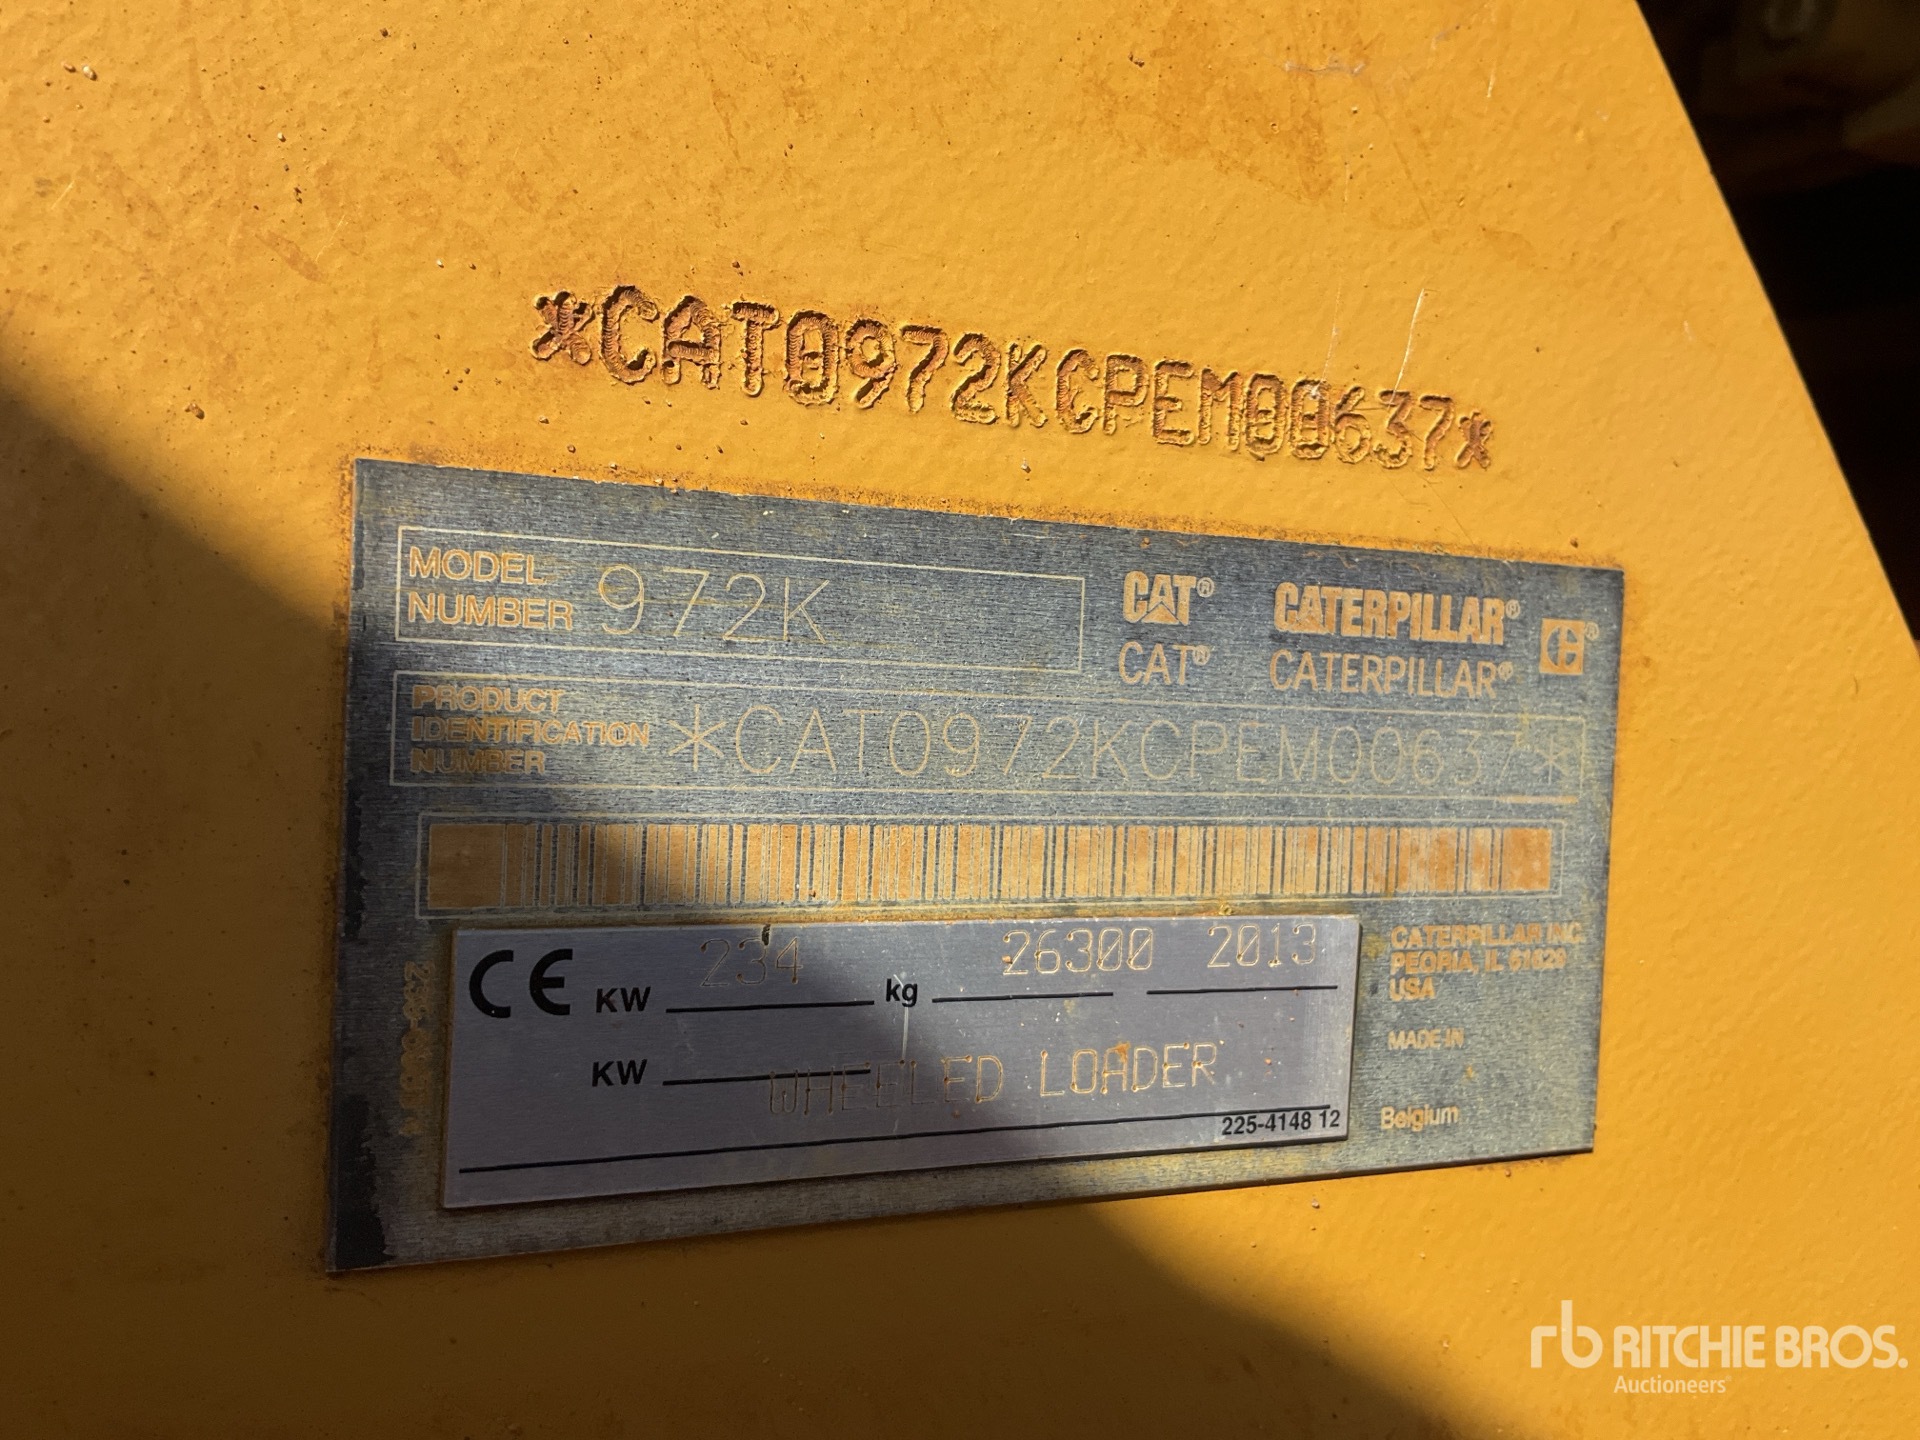 *CAT0972KCPEM00637*
MODEL NUMBER 972K
CAT® CATERPILLAR®
CAT® CATERPILLAR®
PRODUCT IDENTIFICATION NUMBER *CAT0972KCPEM00637*
CE KW 234 kg 26300 2013
KW
WHEELED LOADER
225-4148 12
CATERPILLAR INC.
PEORIA, IL 61629
USA
MADE IN
Belgium
rb RITCHIE BROS.
Auctioneers